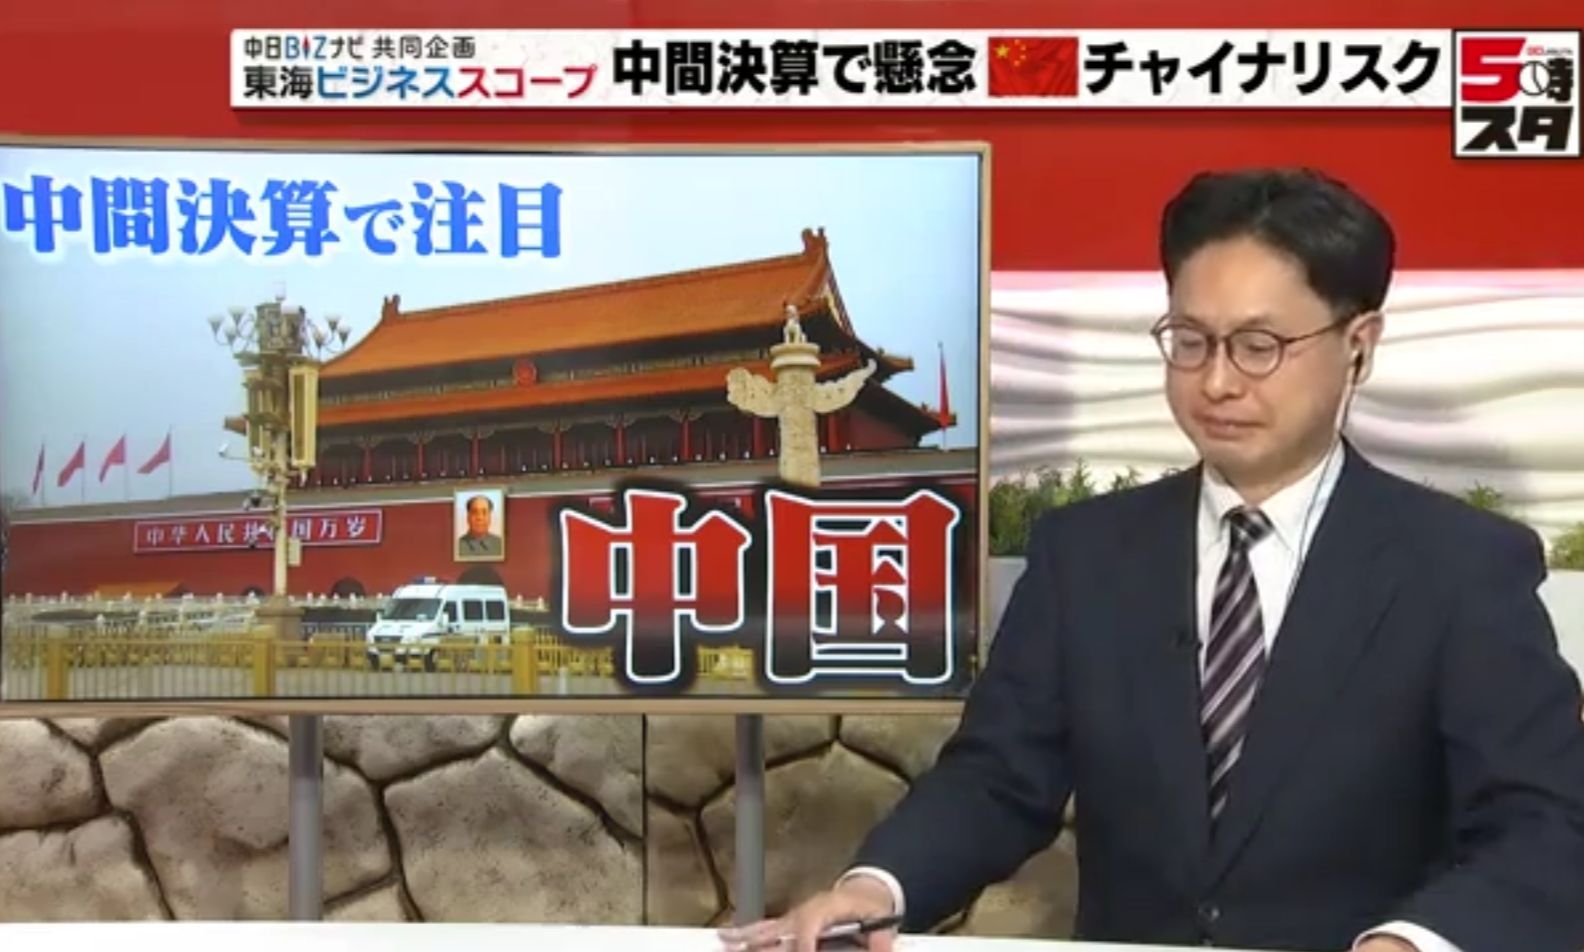 中日BIZナビ 共同企画
東海ビジネススコープ
中間決算で懸念 チャイナリスク
5時
スタ
中間決算で注目
中华人民共 国万岁
中国